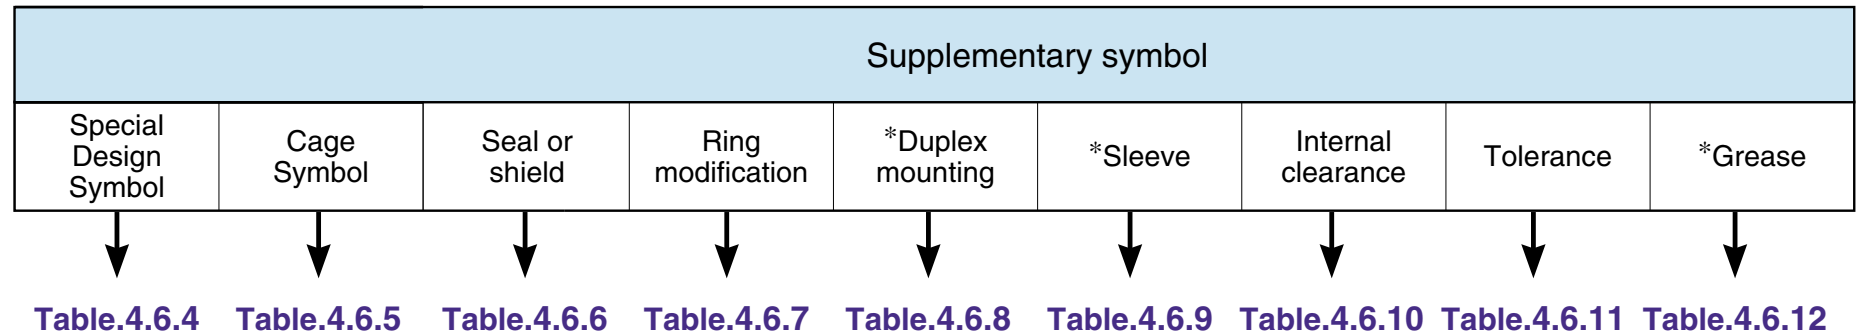 Supplementary symbol
Special
Design
Symbol
Cage
Symbol
Seal or
shield
Ring
modification
*Duplex
mounting
*Sleeve
Internal
clearance
Tolerance
*Grease
Table.4.6.4 Table.4.6.5 Table.4.6.6 Table.4.6.7 Table.4.6.8 Table.4.6.9 Table.4.6.10 Table.4.6.11 Table.4.6.12